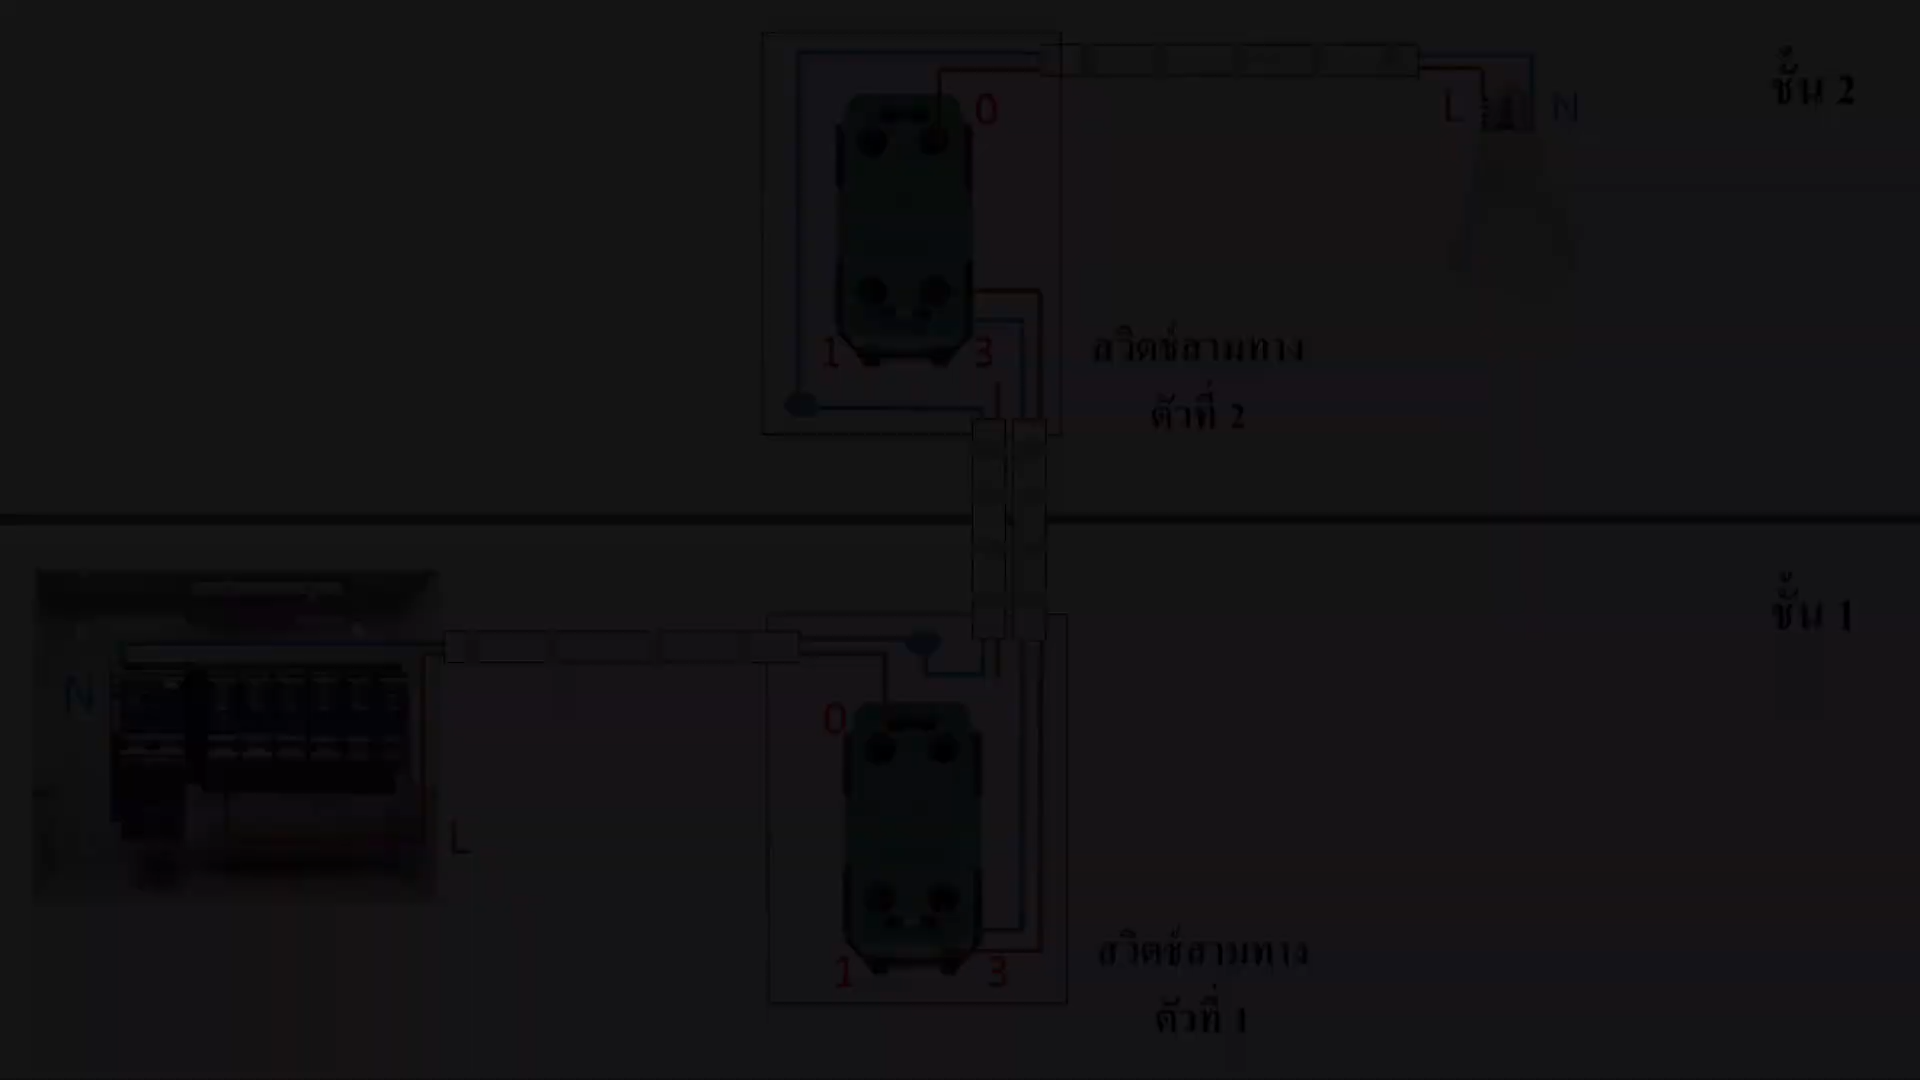 ชั้น 2
0
L N
1 3
สวิตช์สามทาง
ตัวที่ 2
ชั้น 1
N
L
0
1 3
สวิตช์สามทาง
ตัวที่ 1